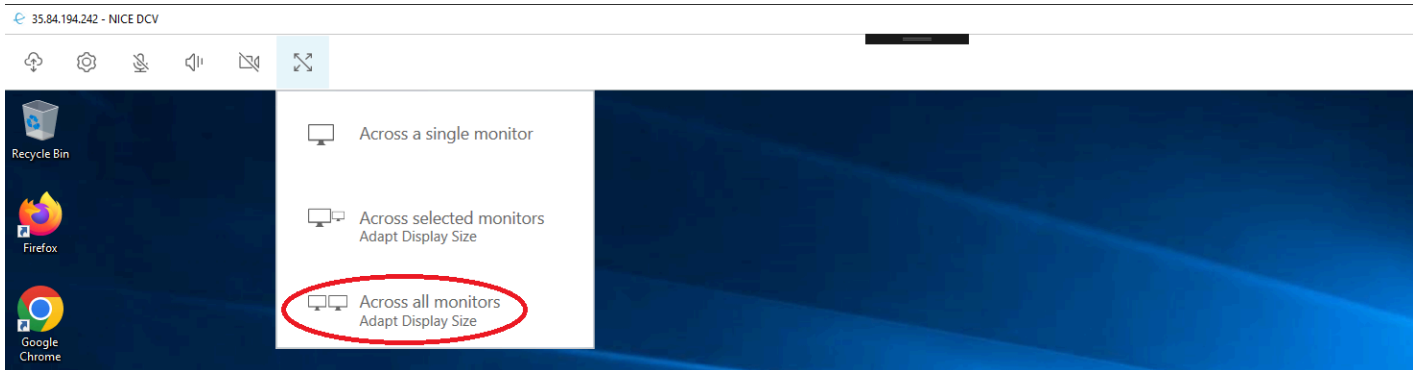 35.84.194.242 - NICE DCV
Recycle Bin
Firefox
Google
Chrome
Across a single monitor
Across selected monitors
Adapt Display Size
Across all monitors
Adapt Display Size